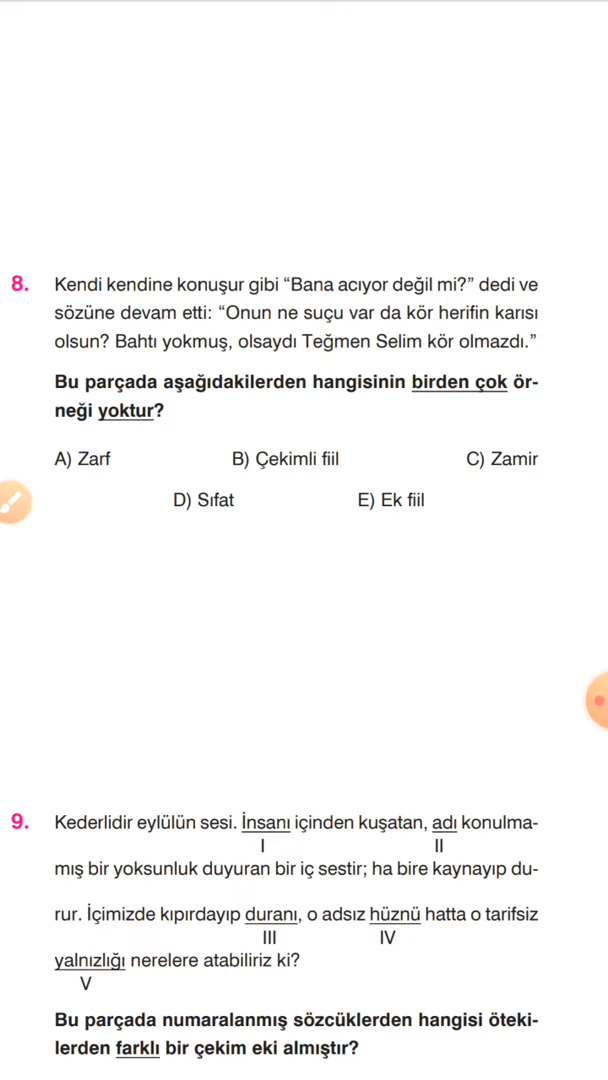 8. Kendi kendine konuşur gibi “Bana acıyor değil mi?” dedi ve
sözüne devam etti: “Onun ne suçu var da kör herifin karısı
olsun? Bahtı yokmuş, olsaydı Teğmen Selim kör olmazdı.”
Bu parçada aşağıdakilerden hangisinin birden çok ör-
neği yoktur?
A) Zarf B) Çekimli fiil C) Zamir
D) Sıfat E) Ek fiil
9. Kederlidir eylülün sesi. İnsanı içinden kuşatan, adı konulma-
I II
mış bir yoksunluk duyuran bir iç sestir; ha bire kaynayıp du-
rur. İçimizde kıpırdayıp duranı, o adsız hüznü hatta o tarifsiz
III IV
yalnızlığı nerelere atabiliriz ki?
V
Bu parçada numaralanmış sözcüklerden hangisi öteki-
lerden farklı bir çekim eki almıştır?